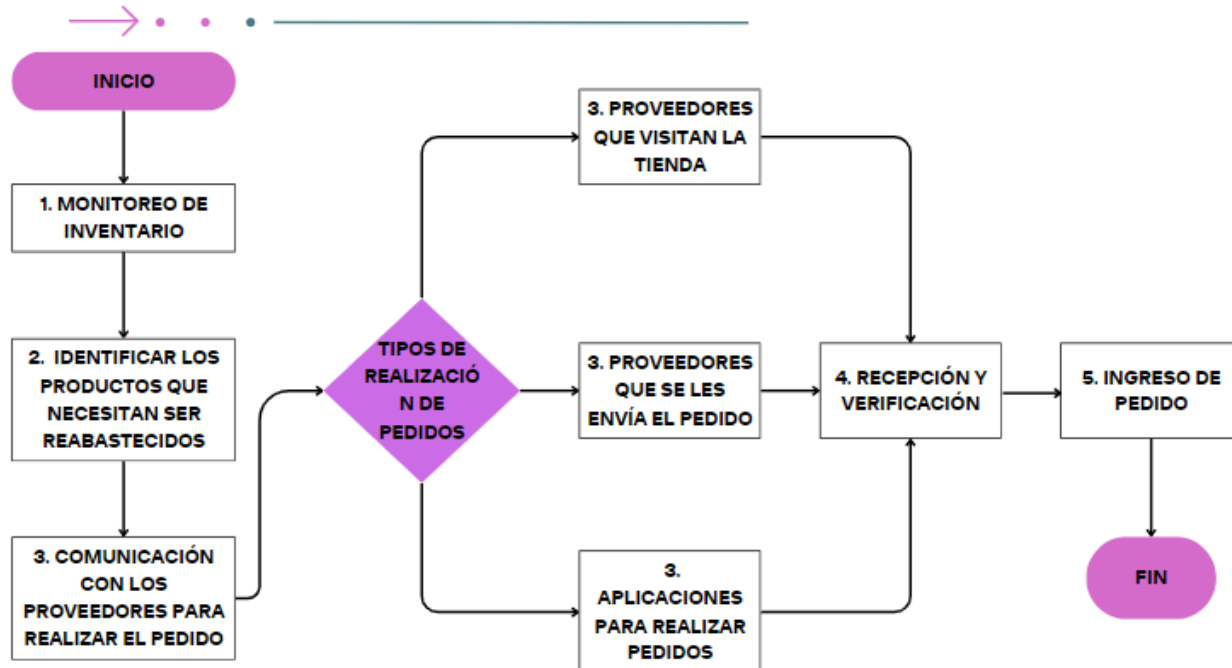 INICIO
1. MONITOREO DE
INVENTARIO
2. IDENTIFICAR LOS
PRODUCTOS QUE
NECESITAN SER
REABASTECIDOS
3. COMUNICACIÓN
CON LOS
PROVEEDORES PARA
REALIZAR EL PEDIDO
TIPOS DE
REALIZACIÓ
N DE
PEDIDOS
3. PROVEEDORES
QUE VISITAN LA
TIENDA
3. PROVEEDORES
QUE SE LES
ENVÍA EL PEDIDO
3.
APLICACIONES
PARA REALIZAR
PEDIDOS
4. RECEPCIÓN Y
VERIFICACIÓN
5. INGRESO DE
PEDIDO
FIN